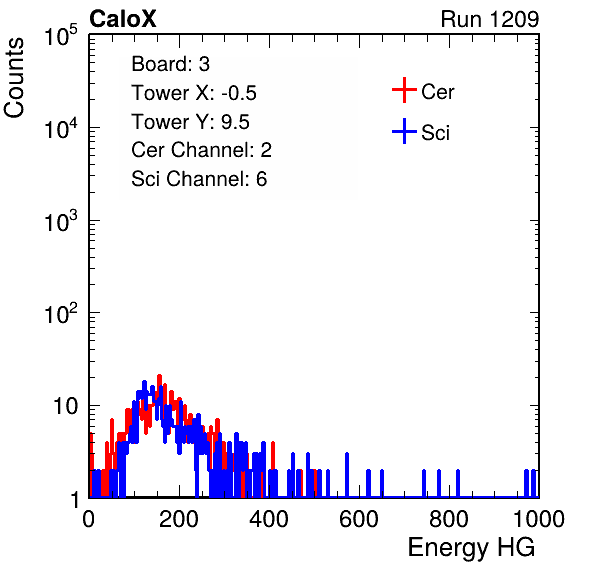 CaloX Run 1209
Counts
Board: 3
Tower X: -0.5
Tower Y: 9.5
Cer Channel: 2
Sci Channel: 6
Cer
Sci
10^5
10^4
10^3
10^2
10
1
0 200 400 600 800 1000
Energy HG